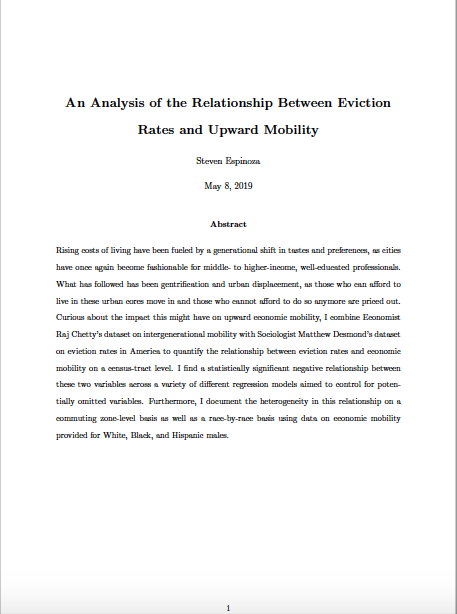 An Analysis of the Relationship Between Eviction
Rates and Upward Mobility
Steven Espinoza
May 8, 2019
Abstract
Rising costs of living have been fueled by a generational shift in tastes and preferences, as cities
have once again become fashionable for middle- to higher-income, well-educated professionals.
What has followed has been gentrification and urban displacement, as those who can afford to
live in these urban cores move in and those who cannot afford to do so anymore are priced out.
Curious about the impact this might have on upward economic mobility, I combine Economist
Raj Chetty's dataset on intergenerational mobility with Sociologist Matthew Desmond's dataset
on eviction rates in America to quantify the relationship between eviction rates and economic
mobility on a census-tract level. I find a statistically significant negative relationship between
these two variables across a variety of different regression models aimed to control for poten-
tially omitted variables. Furthermore, I document the heterogeneity in this relationship on a
commuting zone-level basis as well as a race-by-race basis using data on economic mobility
provided for White, Black, and Hispanic males.
1